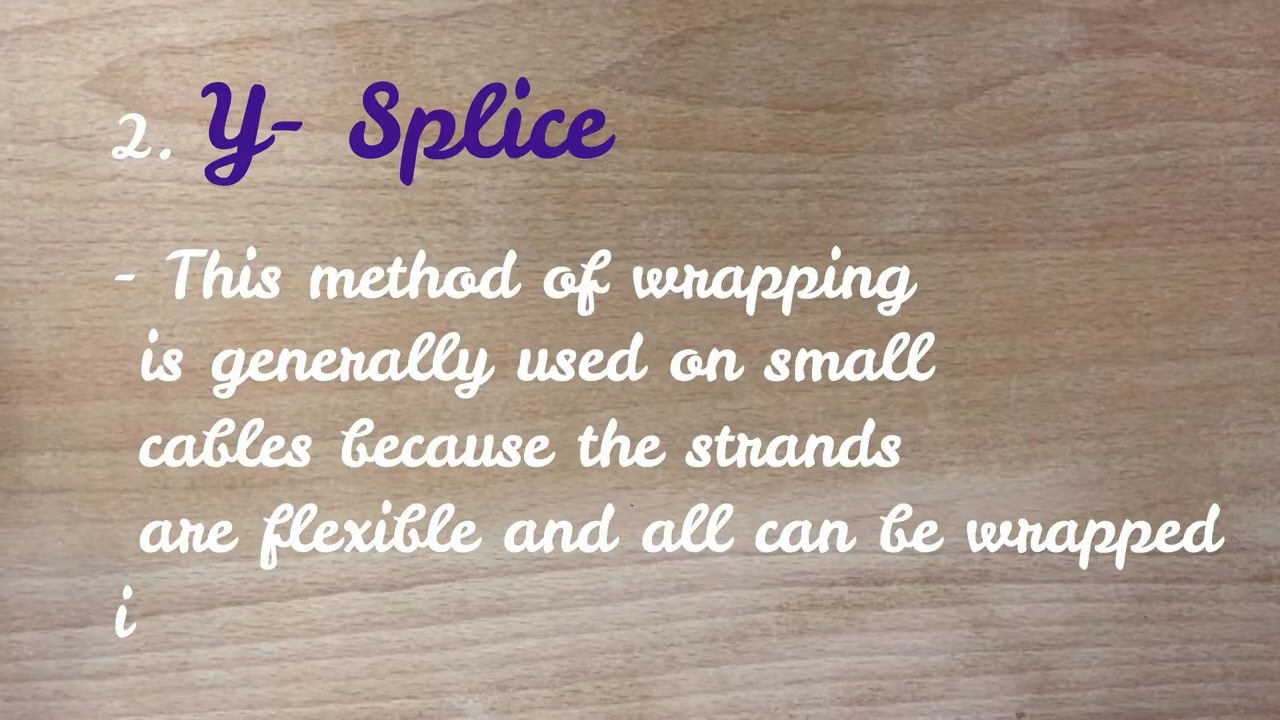 2. Y- Splice
- This method of wrapping
is generally used on small
cables because the strands
are flexible and all can be wrapped
i